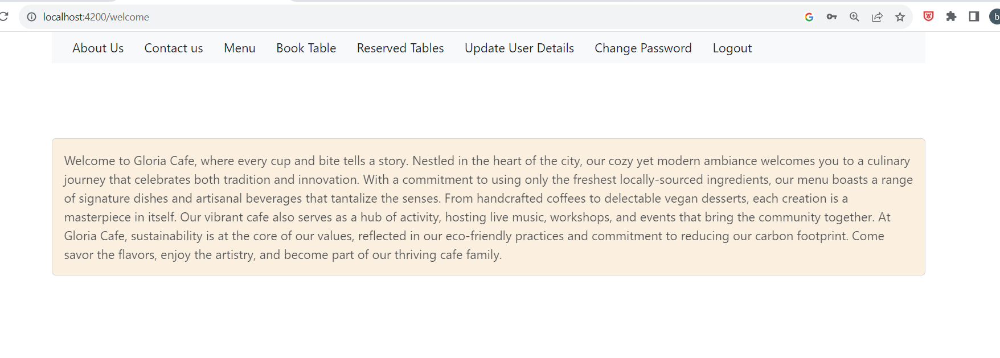 localhost:4200/welcome
b
About Us Contact us Menu Book Table Reserved Tables Update User Details Change Password Logout
Welcome to Gloria Cafe, where every cup and bite tells a story. Nestled in the heart of the city, our cozy yet modern ambiance welcomes you to a culinary
journey that celebrates both tradition and innovation. With a commitment to using only the freshest locally-sourced ingredients, our menu boasts a range
of signature dishes and artisanal beverages that tantalize the senses. From handcrafted coffees to delectable vegan desserts, each creation is a
masterpiece in itself. Our vibrant cafe also serves as a hub of activity, hosting live music, workshops, and events that bring the community together. At
Gloria Cafe, sustainability is at the core of our values, reflected in our eco-friendly practices and commitment to reducing our carbon footprint. Come
savor the flavors, enjoy the artistry, and become part of our thriving cafe family.